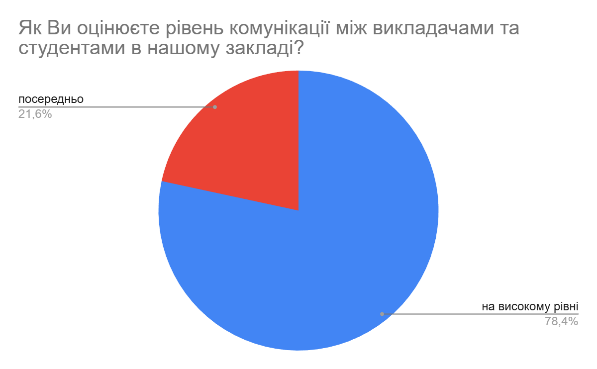 Як Ви оцінюєте рівень комунікації між викладачами та
студентами в нашому закладі?
посередньо
21,6%
на високому рівні
78,4%